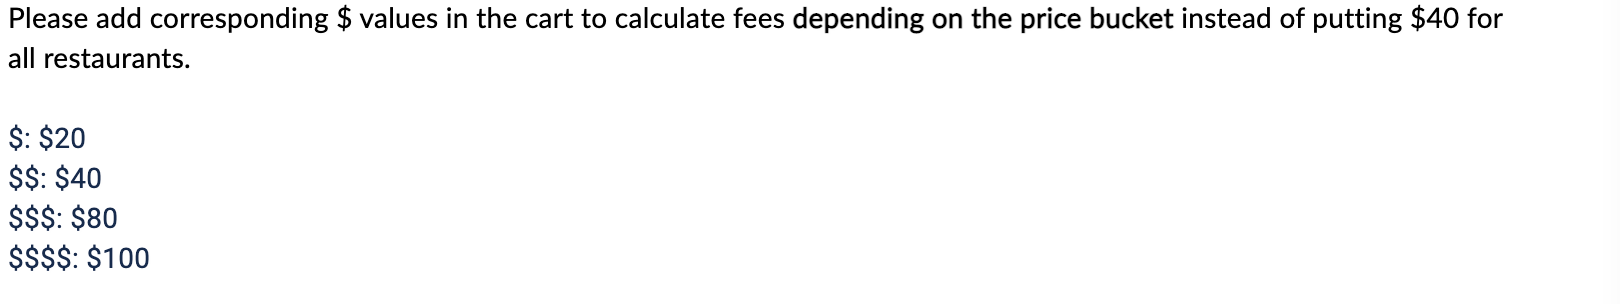 Please add corresponding $ values in the cart to calculate fees depending on the price bucket instead of putting $40 for
all restaurants.
$: $20
$$: $40
$$$: $80
$$$$: $100